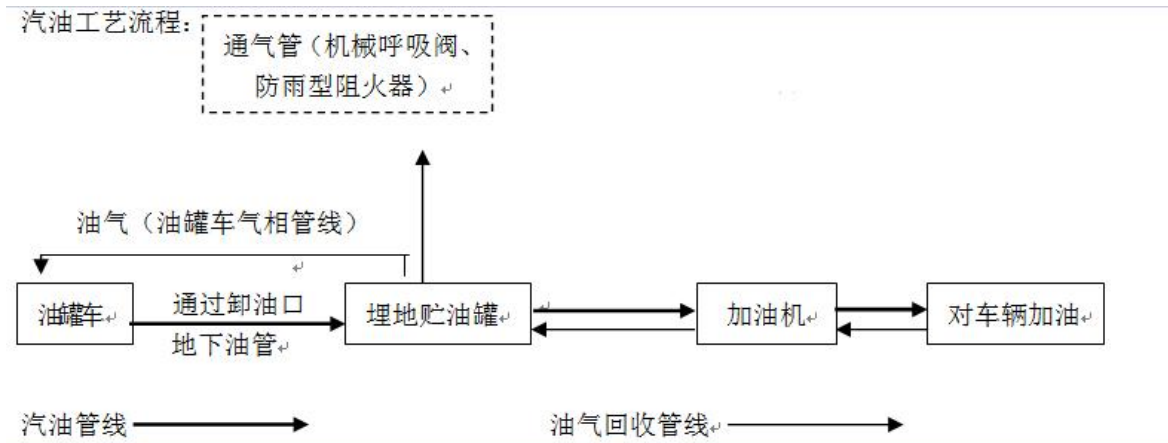 汽油工艺流程：
通气管（机械呼吸阀、
防雨型阻火器）
油气（油罐车气相管线）
油罐车
通过卸油口
地下油管
埋地贮油罐
加油机
对车辆加油
汽油管线
油气回收管线